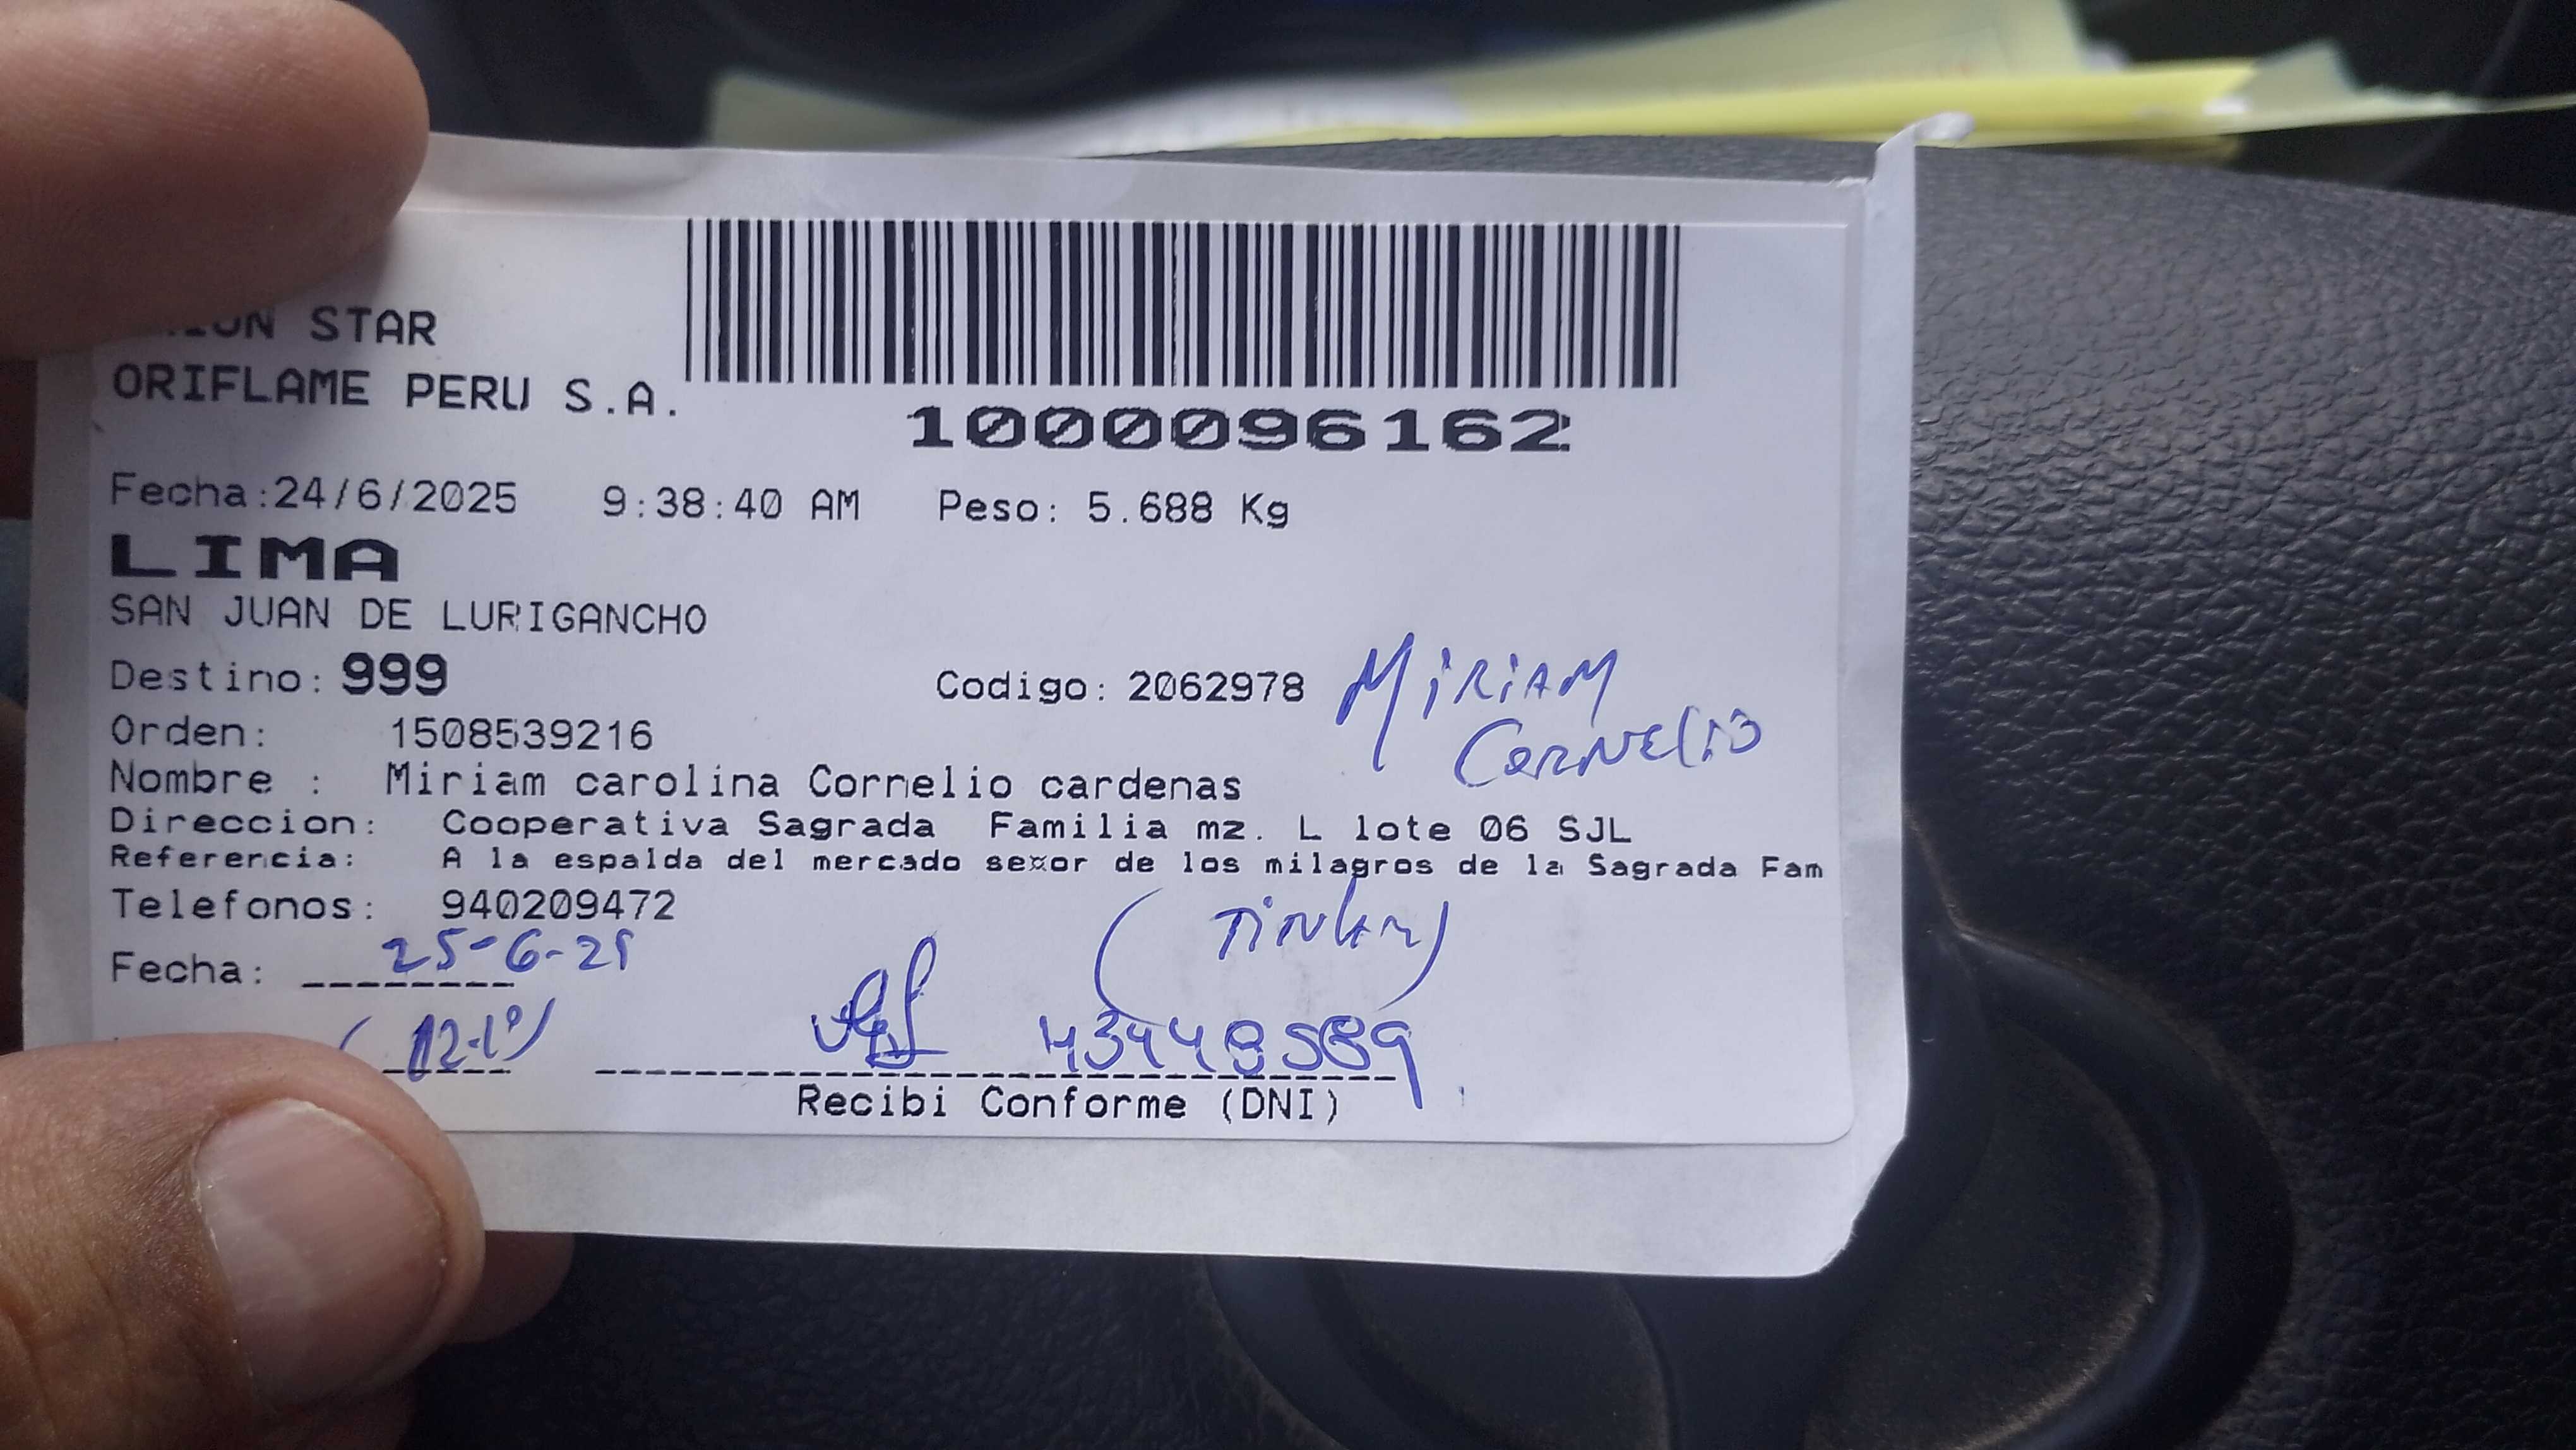 STAR
ORIFLAME PERU S.A.
1000096162
Fecha:24/6/2025 9:38:40 AM Peso: 5.688 Kg
LIMA
SAN JUAN DE LURIGANCHO
Destino: 999 Codigo: 2062978 MiRiAM
CORNELIO
Orden: 1508539216
Nombre : Miriam carolina Cornelio cardenas
Direccion: Cooperativa Sagrada Familia mz. L lote 06 SJL
Referencia: A la espalda del mercado señor de los milagros de la Sagrada Fam
Telefonos: 940209472
Fecha: 25-6-25
43448589
Recibi Conforme (DNI)